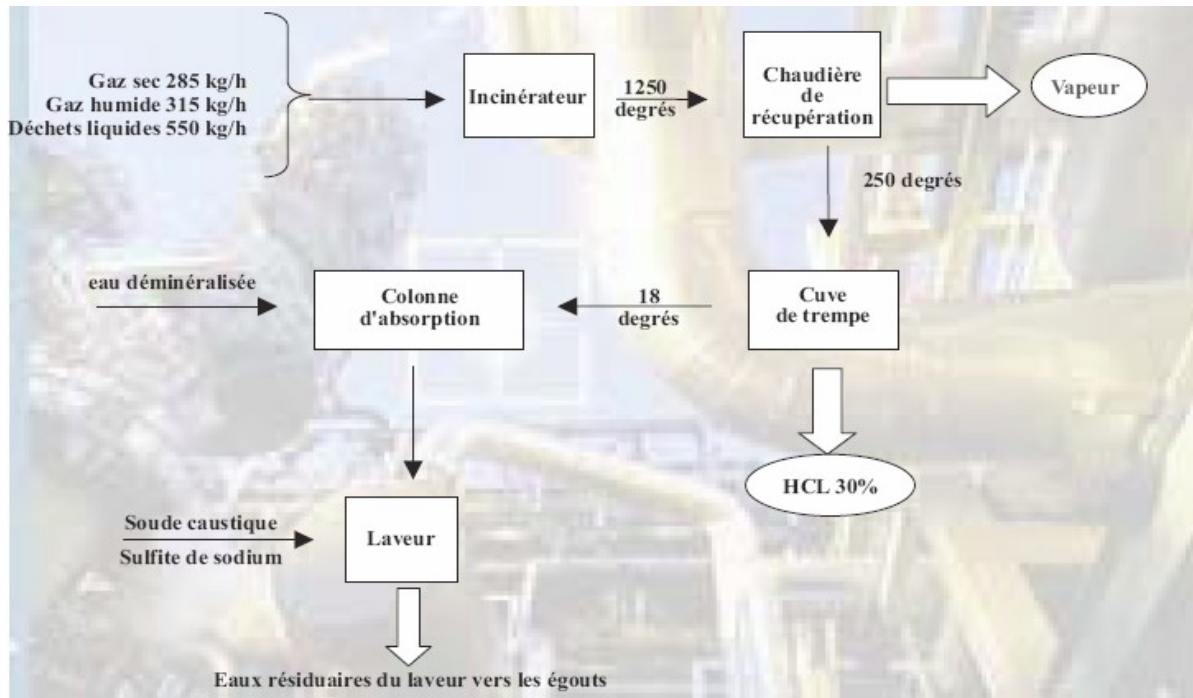 Gaz sec 285 kg/h
Gaz humide 315 kg/h
Déchets liquides 550 kg/h
Incinérateur
1250
degrés
Chaudière
de
récupération
Vapeur
250 degrés
eau déminéralisée
Colonne
d'absorption
18
degrés
Cuve
de trempe
HCL 30%
Soude caustique
Sulfite de sodium
Laveur
Eaux résiduaires du laveur vers les égouts